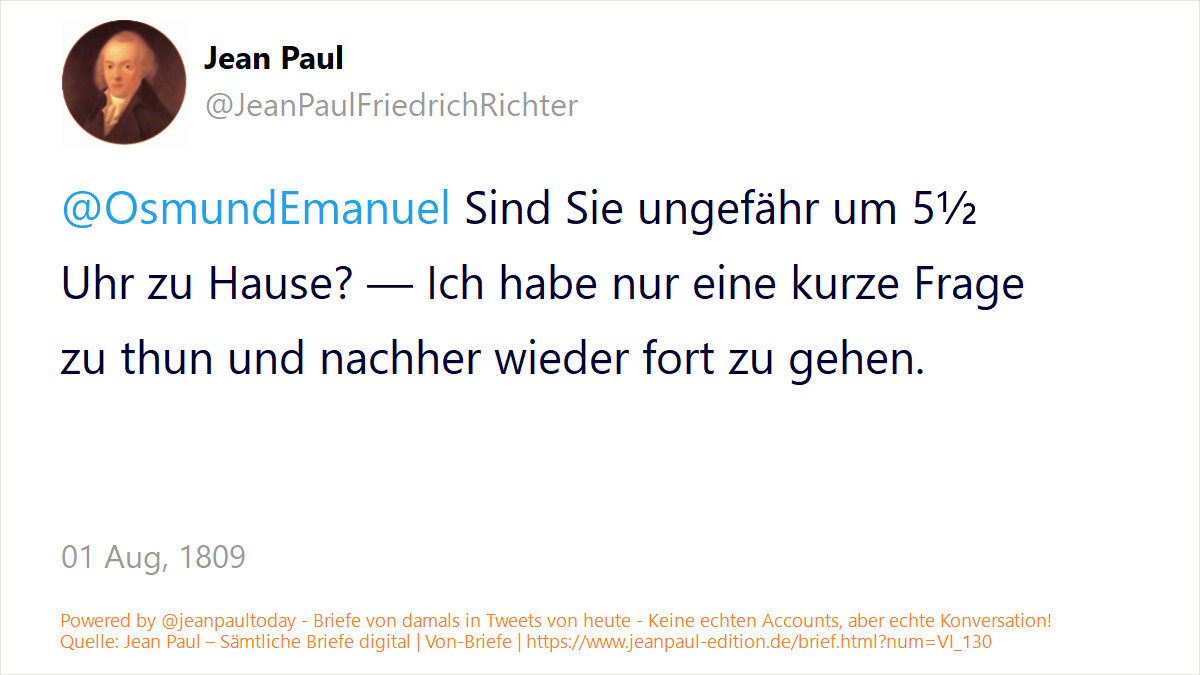 Jean Paul
@JeanPaulFriedrichRichter
@OsmundEmanuel Sind Sie ungefähr um 5½
Uhr zu Hause? — Ich habe nur eine kurze Frage
zu thun und nachher wieder fort zu gehen.
01 Aug, 1809
Powered by @jeanpaultoday - Briefe von damals in Tweets von heute - Keine echten Accounts, aber echte Konversation!
Quelle: Jean Paul – Sämtliche Briefe digital | Von-Briefe | https://www.jeanpaul-edition.de/brief.html?num=VI_130